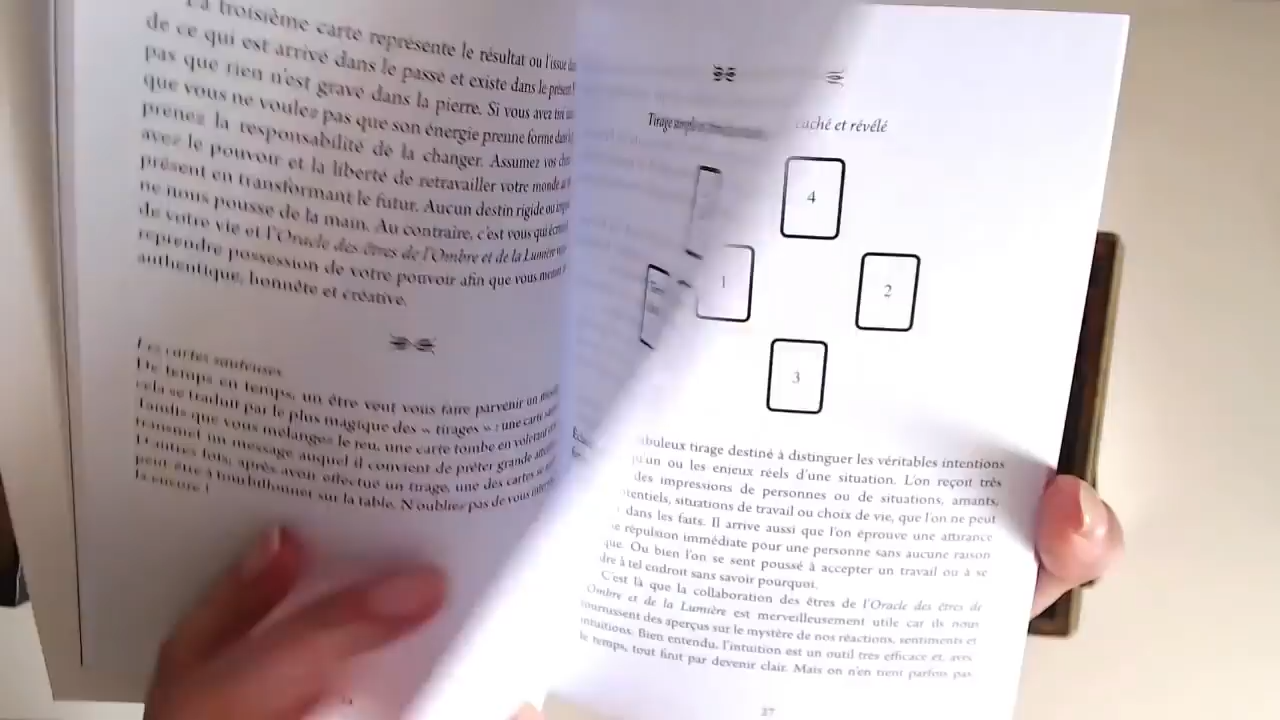 La troisième carte représente le résultat ou l'issue
de ce qui est arrivé dans le passé et existe dans le présent
pas que rien n'est gravé dans la pierre. Si vous avez
que vous ne voulez pas que son énergie prenne forme dans
prenez la responsabilité de la changer. Assumez vos
avez le pouvoir et la liberté de retravailler votre monde
présent en transformant le futur. Aucun destin rigide ou
ne nous pousse de la main. Au contraire, c'est vous qui
de votre vie et l'Oracle des êtres de l'Ombre et de la Lumière
reprendre possession de votre pouvoir afin que vous
authentique, honnête et créative.
Les cartes sauteuses
De temps en temps, un être veut vous faire parvenir un
cela se traduit par le plus magique des « tirages » : une carte
Tandis que vous mélangez le jeu, une carte tombe en voletant
transmet un message auquel il convient de prêter grande
D'autres fois, après avoir effectué un tirage, une des cartes se
peut être à tourbillonner sur la table. N'oubliez pas de vous
la encore !
Tirage simple
caché et révélé
4
1
2
3
abuleux tirage destiné à distinguer les véritables intentions
qu'un ou les enjeux réels d'une situation. L'on reçoit très
des impressions de personnes ou de situations, amants,
otentiels, situations de travail ou choix de vie, que l'on ne peut
dans les faits. Il arrive aussi que l'on éprouve une attirance
ne répulsion immédiate pour une personne sans aucune raison
que. Ou bien l'on se sent poussé à accepter un travail ou à se
dre à tel endroit sans savoir pourquoi.
C'est là que la collaboration des êtres de l'Oracle des êtres de
Ombre et de la Lumière est merveilleusement utile car ils nous
fournissent des aperçus sur le mystère de nos réactions, sentiments et
intuitions. Bien entendu, l'intuition est un outil très efficace et, avec
le temps, tout finit par devenir clair. Mais on n'en tient parfois pas
37